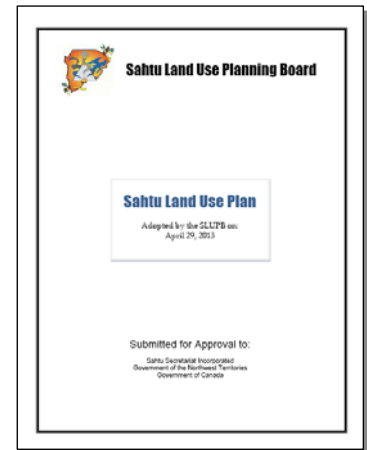 Sahtu Land Use Planning Board
Sahtu Land Use Plan
Adopted by the SLUPB on:
April 29, 2013
Submitted for Approval to:
Sahtu Secretariat Incorporated
Government of the Northwest Territories
Government of Canada